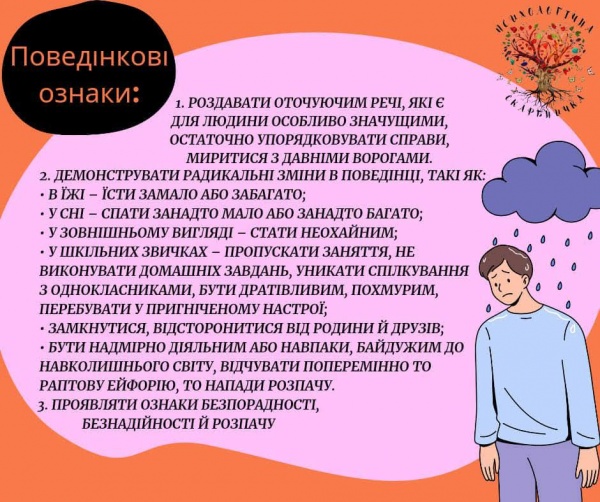 Поведінкові
ознаки:
ПСИХОЛОГІЧНА
СКАРБНИЧКА
1. РОЗДАВАТИ ОТОЧУЮЧИМ РЕЧІ, ЯКІ Є
ДЛЯ ЛЮДИНИ ОСОБЛИВО ЗНАЧУЩИМИ,
ОСТАТОЧНО УПОРЯДКОВУВАТИ СПРАВИ,
МИРИТИСЯ З ДАВНІМИ ВОРОГАМИ.
2. ДЕМОНСТРУВАТИ РАДИКАЛЬНІ ЗМІНИ В ПОВЕДІНЦІ, ТАКІ ЯК:
• В ЇЖІ – ЇСТИ ЗАМАЛО АБО ЗАБАГАТО;
• У СНІ – СПАТИ ЗАНАДТО МАЛО АБО ЗАНАДТО БАГАТО;
• У ЗОВНІШНЬОМУ ВИГЛЯДІ – СТАТИ НЕОХАЙНИМ;
• У ШКІЛЬНИХ ЗВИЧКАХ – ПРОПУСКАТИ ЗАНЯТТЯ, НЕ
ВИКОНУВАТИ ДОМАШНІХ ЗАВДАНЬ, УНИКАТИ СПІЛКУВАННЯ
З ОДНОКЛАСНИКАМИ, БУТИ ДРАТІВЛИВИМ, ПОХМУРИМ,
ПЕРЕБУВАТИ У ПРИГНІЧЕНОМУ НАСТРОЇ;
• ЗАМКНУТИСЯ, ВІДСТОРОНИТИСЯ ВІД РОДИНИ Й ДРУЗІВ;
• БУТИ НАДМІРНО ДІЯЛЬНИМ АБО НАВПАКИ, БАЙДУЖИМ ДО
НАВКОЛИШНЬОГО СВІТУ, ВІДЧУВАТИ ПОПЕРЕМІННО ТО
РАПТОВУ ЕЙФОРІЮ, ТО НАПАДИ РОЗПАЧУ.
3. ПРОЯВЛЯТИ ОЗНАКИ БЕЗПОРАДНОСТІ,
БЕЗНАДІЙНОСТІ Й РОЗПАЧУ